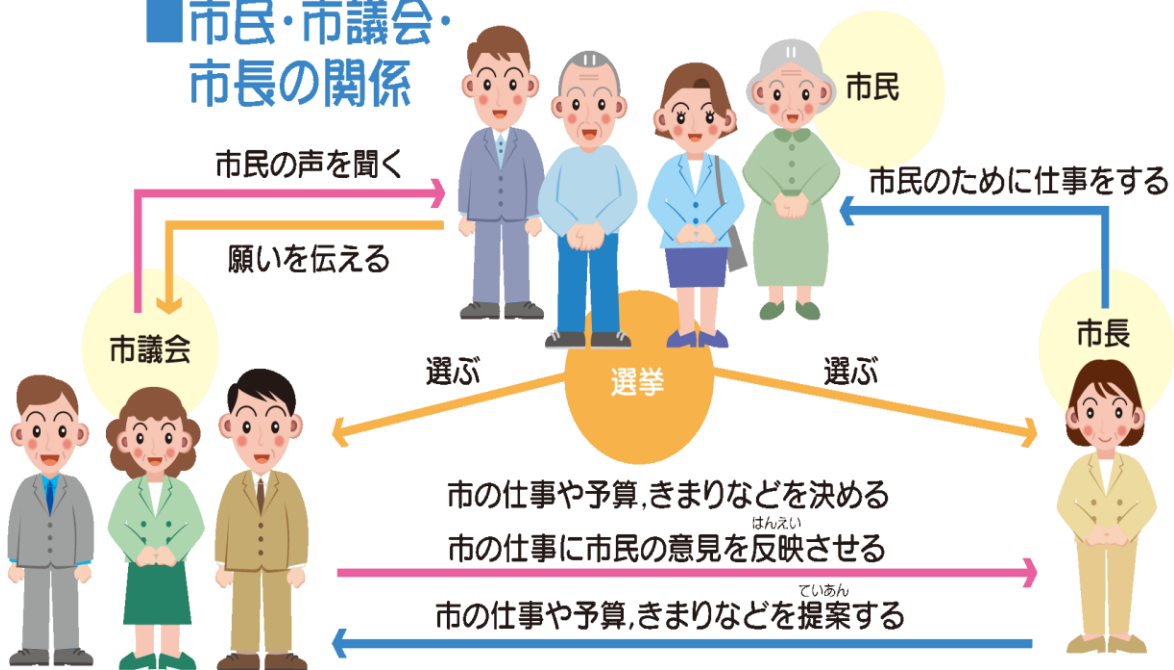 ■市民・市議会・
市長の関係
市民
市民の声を聞く
市民のために仕事をする
願いを伝える
市議会
市長
選ぶ
選挙
選ぶ
市の仕事や予算,きまりなどを決める
はんえい
市の仕事に市民の意見を反映させる
ていあん
市の仕事や予算,きまりなどを提案する